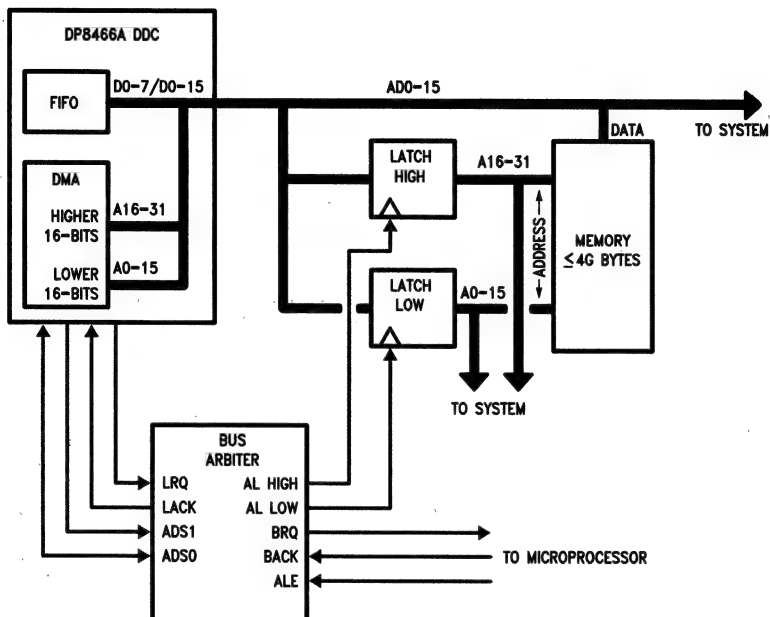 DP8466A DDC
FIFO
D0-7/D0-15
AD0-15
TO SYSTEM
DATA
DMA
HIGHER
16-BITS
A16-31
LOWER
16-BITS
A0-15
LATCH
HIGH
A16-31
LATCH
LOW
A0-15
ADDRESS
MEMORY
≤4G BYTES
TO SYSTEM
BUS
ARBITER
LRQ
AL HIGH
LACK
AL LOW
ADS1
BRQ
ADS0
BACK
TO MICROPROCESSOR
ALE